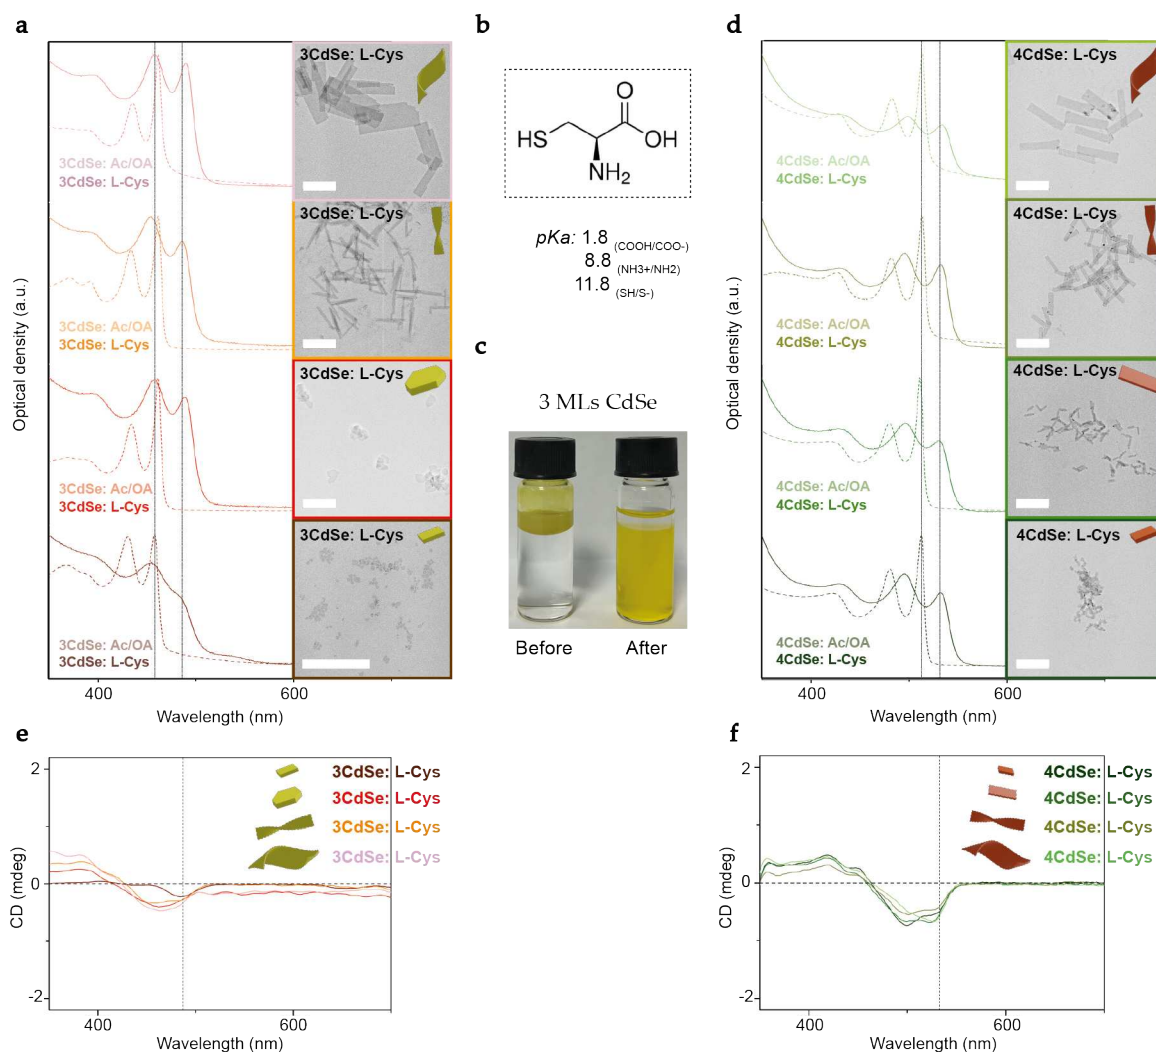 a
Optical density (a.u.)
3CdSe: L-Cys
3CdSe: Ac/OA
3CdSe: L-Cys
3CdSe: L-Cys
3CdSe: Ac/OA
3CdSe: L-Cys
3CdSe: L-Cys
3CdSe: Ac/OA
3CdSe: L-Cys
3CdSe: L-Cys
3CdSe: Ac/OA
3CdSe: L-Cys
400 600
Wavelength (nm)
b
O
HS OH
NH2
pKa: 1.8 (COOH/COO-)
8.8 (NH3+/NH2)
11.8 (SH/S-)
c
3 MLs CdSe
Before After
d
Optical density (a.u.)
4CdSe: L-Cys
4CdSe: Ac/OA
4CdSe: L-Cys
4CdSe: L-Cys
4CdSe: Ac/OA
4CdSe: L-Cys
4CdSe: L-Cys
4CdSe: Ac/OA
4CdSe: L-Cys
4CdSe: L-Cys
4CdSe: Ac/OA
4CdSe: L-Cys
400 600
Wavelength (nm)
e
CD (mdeg)
2
0
-2
3CdSe: L-Cys
3CdSe: L-Cys
3CdSe: L-Cys
3CdSe: L-Cys
400 600
Wavelength (nm)
f
CD (mdeg)
2
0
-2
4CdSe: L-Cys
4CdSe: L-Cys
4CdSe: L-Cys
4CdSe: L-Cys
400 600
Wavelength (nm)